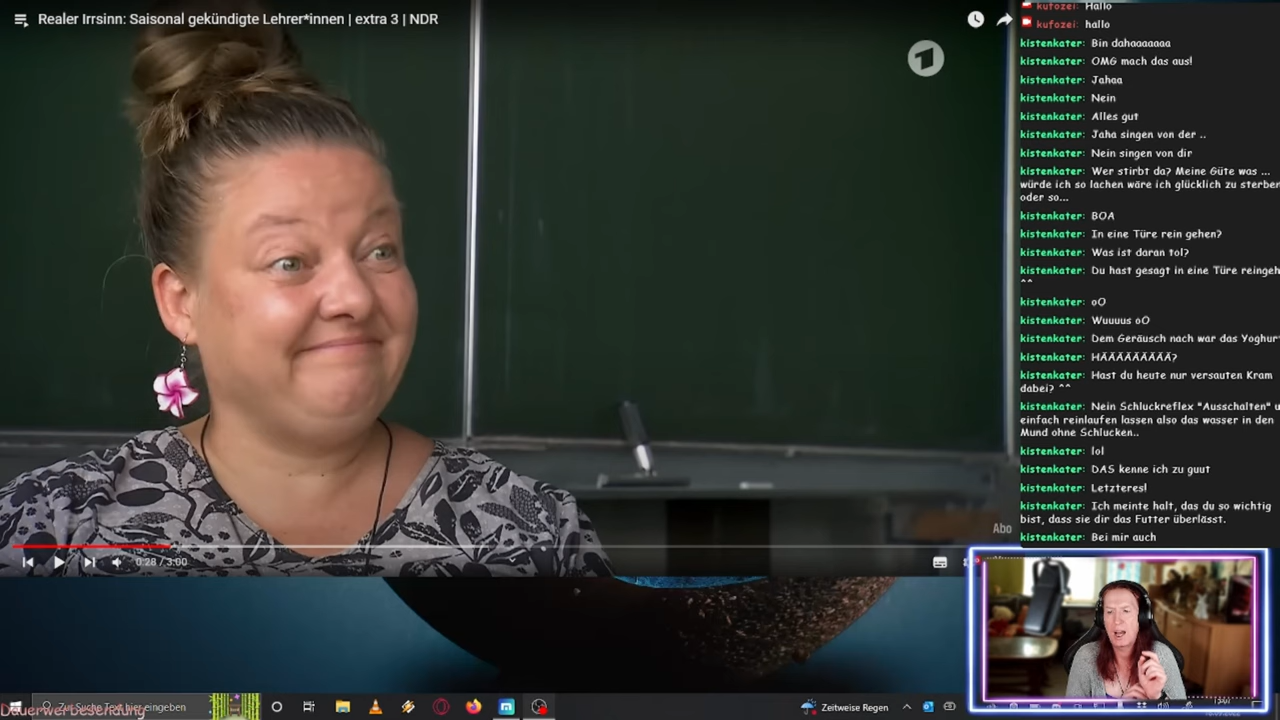 Realer Irrsinn: Saisonal gekündigte Lehrer*innen | extra 3 | NDR
kufozei: Hallo
kufozei: hallo
kistenkater: Bin dahaaaaaaa
kistenkater: OMG mach das aus!
kistenkater: Jahaa
kistenkater: Nein
kistenkater: Alles gut
kistenkater: Jaha singen von der ..
kistenkater: Nein singen von dir
kistenkater: Wer stirbt da? Meine Güte was ...
würde ich so lachen wäre ich glücklich zu sterben
oder so...
kistenkater: BOA
kistenkater: In eine Türe rein gehen?
kistenkater: Was ist daran tol?
kistenkater: Du hast gesagt in eine Türe reingeh
^^
kistenkater: oO
kistenkater: Wuuuus oO
kistenkater: Dem Geräusch nach war das Yoghur
kistenkater: HÄÄÄÄÄÄÄÄÄ?
kistenkater: Hast du heute nur versauten Kram
dabei? ^^
kistenkater: Nein Schluckreflex "Ausschalten" u
einfach reinlaufen lassen also das wasser in den
Mund ohne Schlucken..
kistenkater: lol
kistenkater: DAS kenne ich zu guut
kistenkater: Letzteres!
kistenkater: Ich meinte halt, das du so wichtig
bist, dass sie dir das Futter überlässt.
kistenkater: Bei mir auch
Abo
0:28 / 3:00
Zur Suche Text hier eingeben
Dauerwerbesendung
Zeitweise Regen